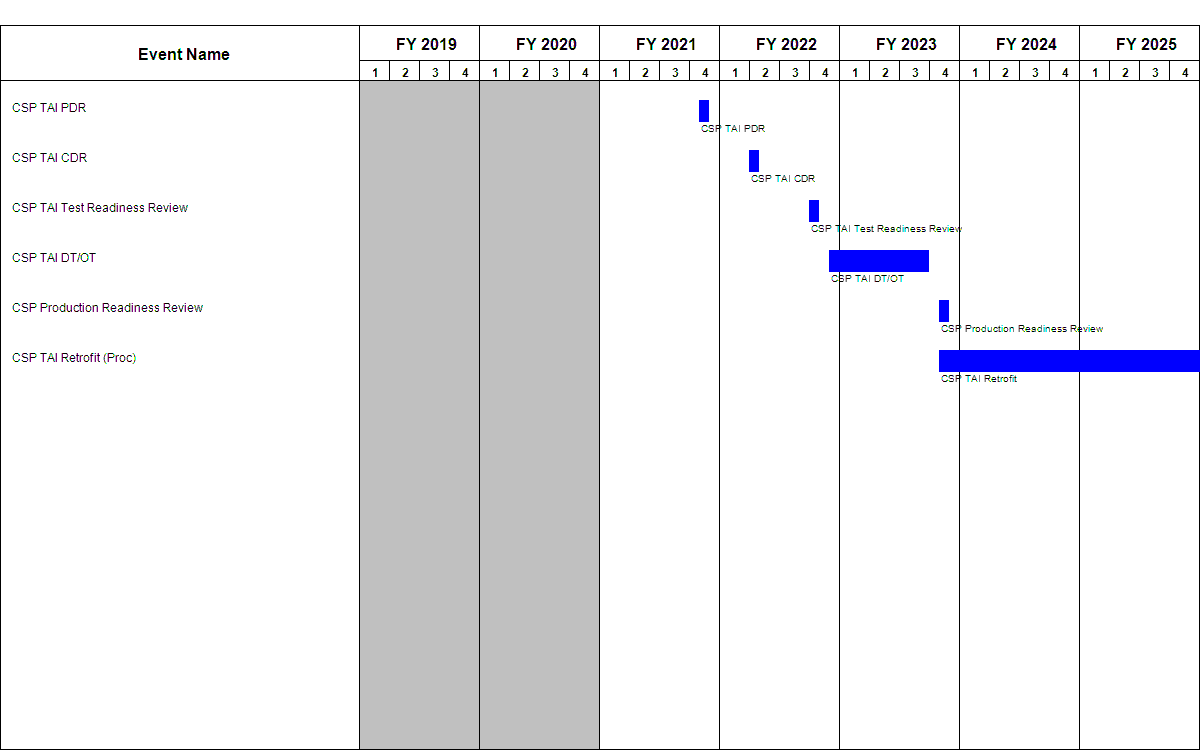 Event Name FY 2019 FY 2020 FY 2021 FY 2022 FY 2023 FY 2024 FY 2025
1 2 3 4 1 2 3 4 1 2 3 4 1 2 3 4 1 2 3 4 1 2 3 4 1 2 3 4
CSP TAI PDR
CSP TAI PDR
CSP TAI CDR
CSP TAI CDR
CSP TAI Test Readiness Review
CSP TAI Test Readiness Review
CSP TAI DT/OT
CSP TAI DT/OT
CSP Production Readiness Review
CSP Production Readiness Review
CSP TAI Retrofit (Proc)
CSP TAI Retrofit